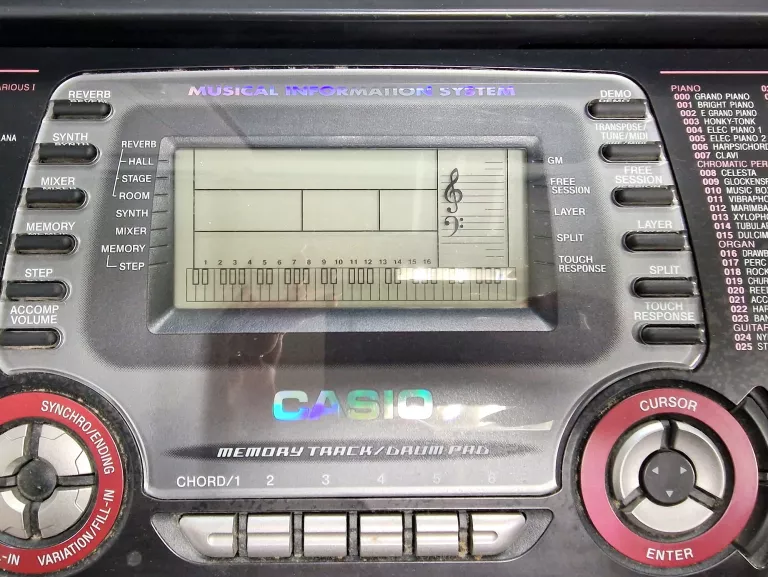 MUSICAL INFORMATION SYSTEM
REVERB
SYNTH
MIXER
MEMORY
STEP
ACCOMP
VOLUME
REVERB
HALL
STAGE
ROOM
SYNTH
MIXER
MEMORY
STEP
1 2 3 4 5 6 7 8 9 10 11 12 13 14 15 16
GM
FREE
SESSION
LAYER
SPLIT
TOUCH
RESPONSE
DEMO
TRANSPOSE/
TUNE/MIDI
FREE
SESSION
LAYER
SPLIT
TOUCH
RESPONSE
PIANO
000 GRAND PIANO
001 BRIGHT PIANO
002 E GRAND PIANO
003 HONKY-TONK
004 ELEC PIANO 1
005 ELEC PIANO 2
006 HARPSICHORD
007 CLAVI
CHROMATIC PER
008 CELESTA
009 GLOCKENSP
010 MUSIC BO
011 VIBRAPHO
012 MARIMBA
013 XYLOPHO
014 TUBULAR
015 DULCIM
ORGAN
016 DRAWB
017 PERC
018 ROCK
019 CHUR
020 REED
021 ACC
022 HAR
023 BAN
GUITAR
024 NY
025 ST
CASIO
MEMORY TRACK/DRUM PAD
CHORD/1 2 3 4 5 6
SYNCHRO/ENDING
VARIATION/FILL-IN
CURSOR
ENTER